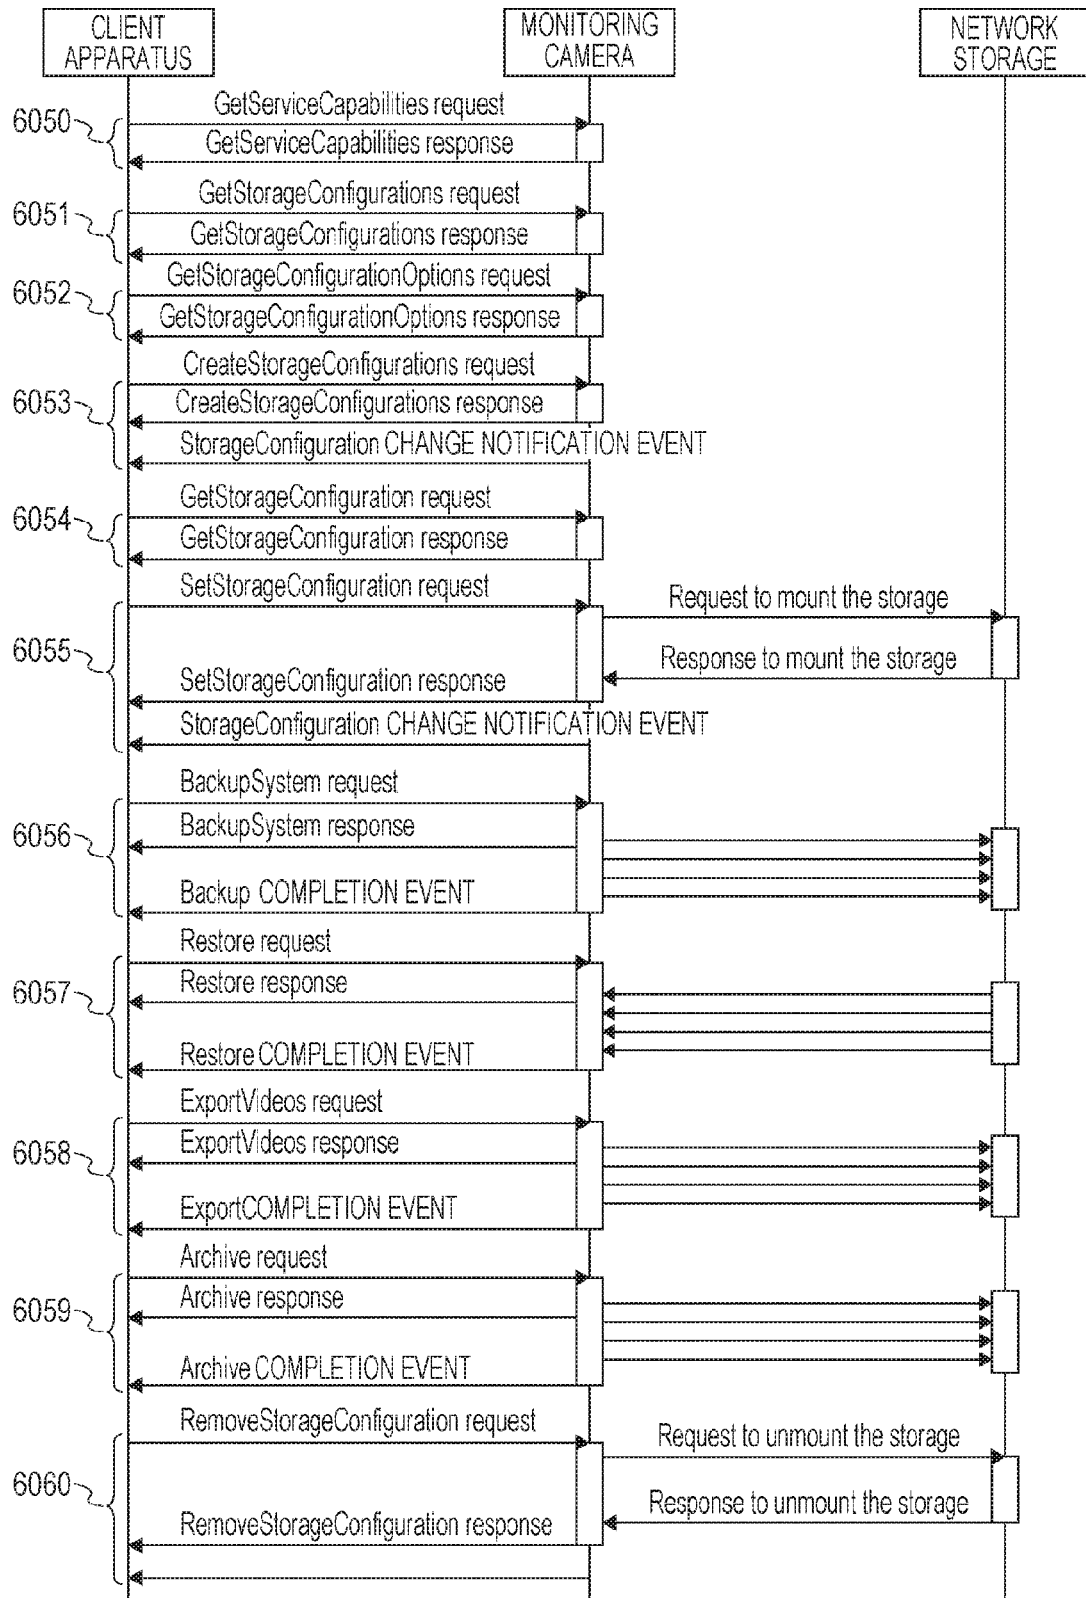 CLIENT
APPARATUS
MONITORING
CAMERA
NETWORK
STORAGE
6050
GetServiceCapabilities request
GetServiceCapabilities response
6051
GetStorageConfigurations request
GetStorageConfigurations response
6052
GetStorageConfigurationOptions request
GetStorageConfigurationOptions response
6053
CreateStorageConfigurations request
CreateStorageConfigurations response
StorageConfiguration CHANGE NOTIFICATION EVENT
6054
GetStorageConfiguration request
GetStorageConfiguration response
6055
SetStorageConfiguration request
Request to mount the storage
Response to mount the storage
SetStorageConfiguration response
StorageConfiguration CHANGE NOTIFICATION EVENT
6056
BackupSystem request
BackupSystem response
Backup COMPLETION EVENT
6057
Restore request
Restore response
Restore COMPLETION EVENT
6058
ExportVideos request
ExportVideos response
ExportCOMPLETION EVENT
6059
Archive request
Archive response
Archive COMPLETION EVENT
6060
RemoveStorageConfiguration request
Request to unmount the storage
Response to unmount the storage
RemoveStorageConfiguration response